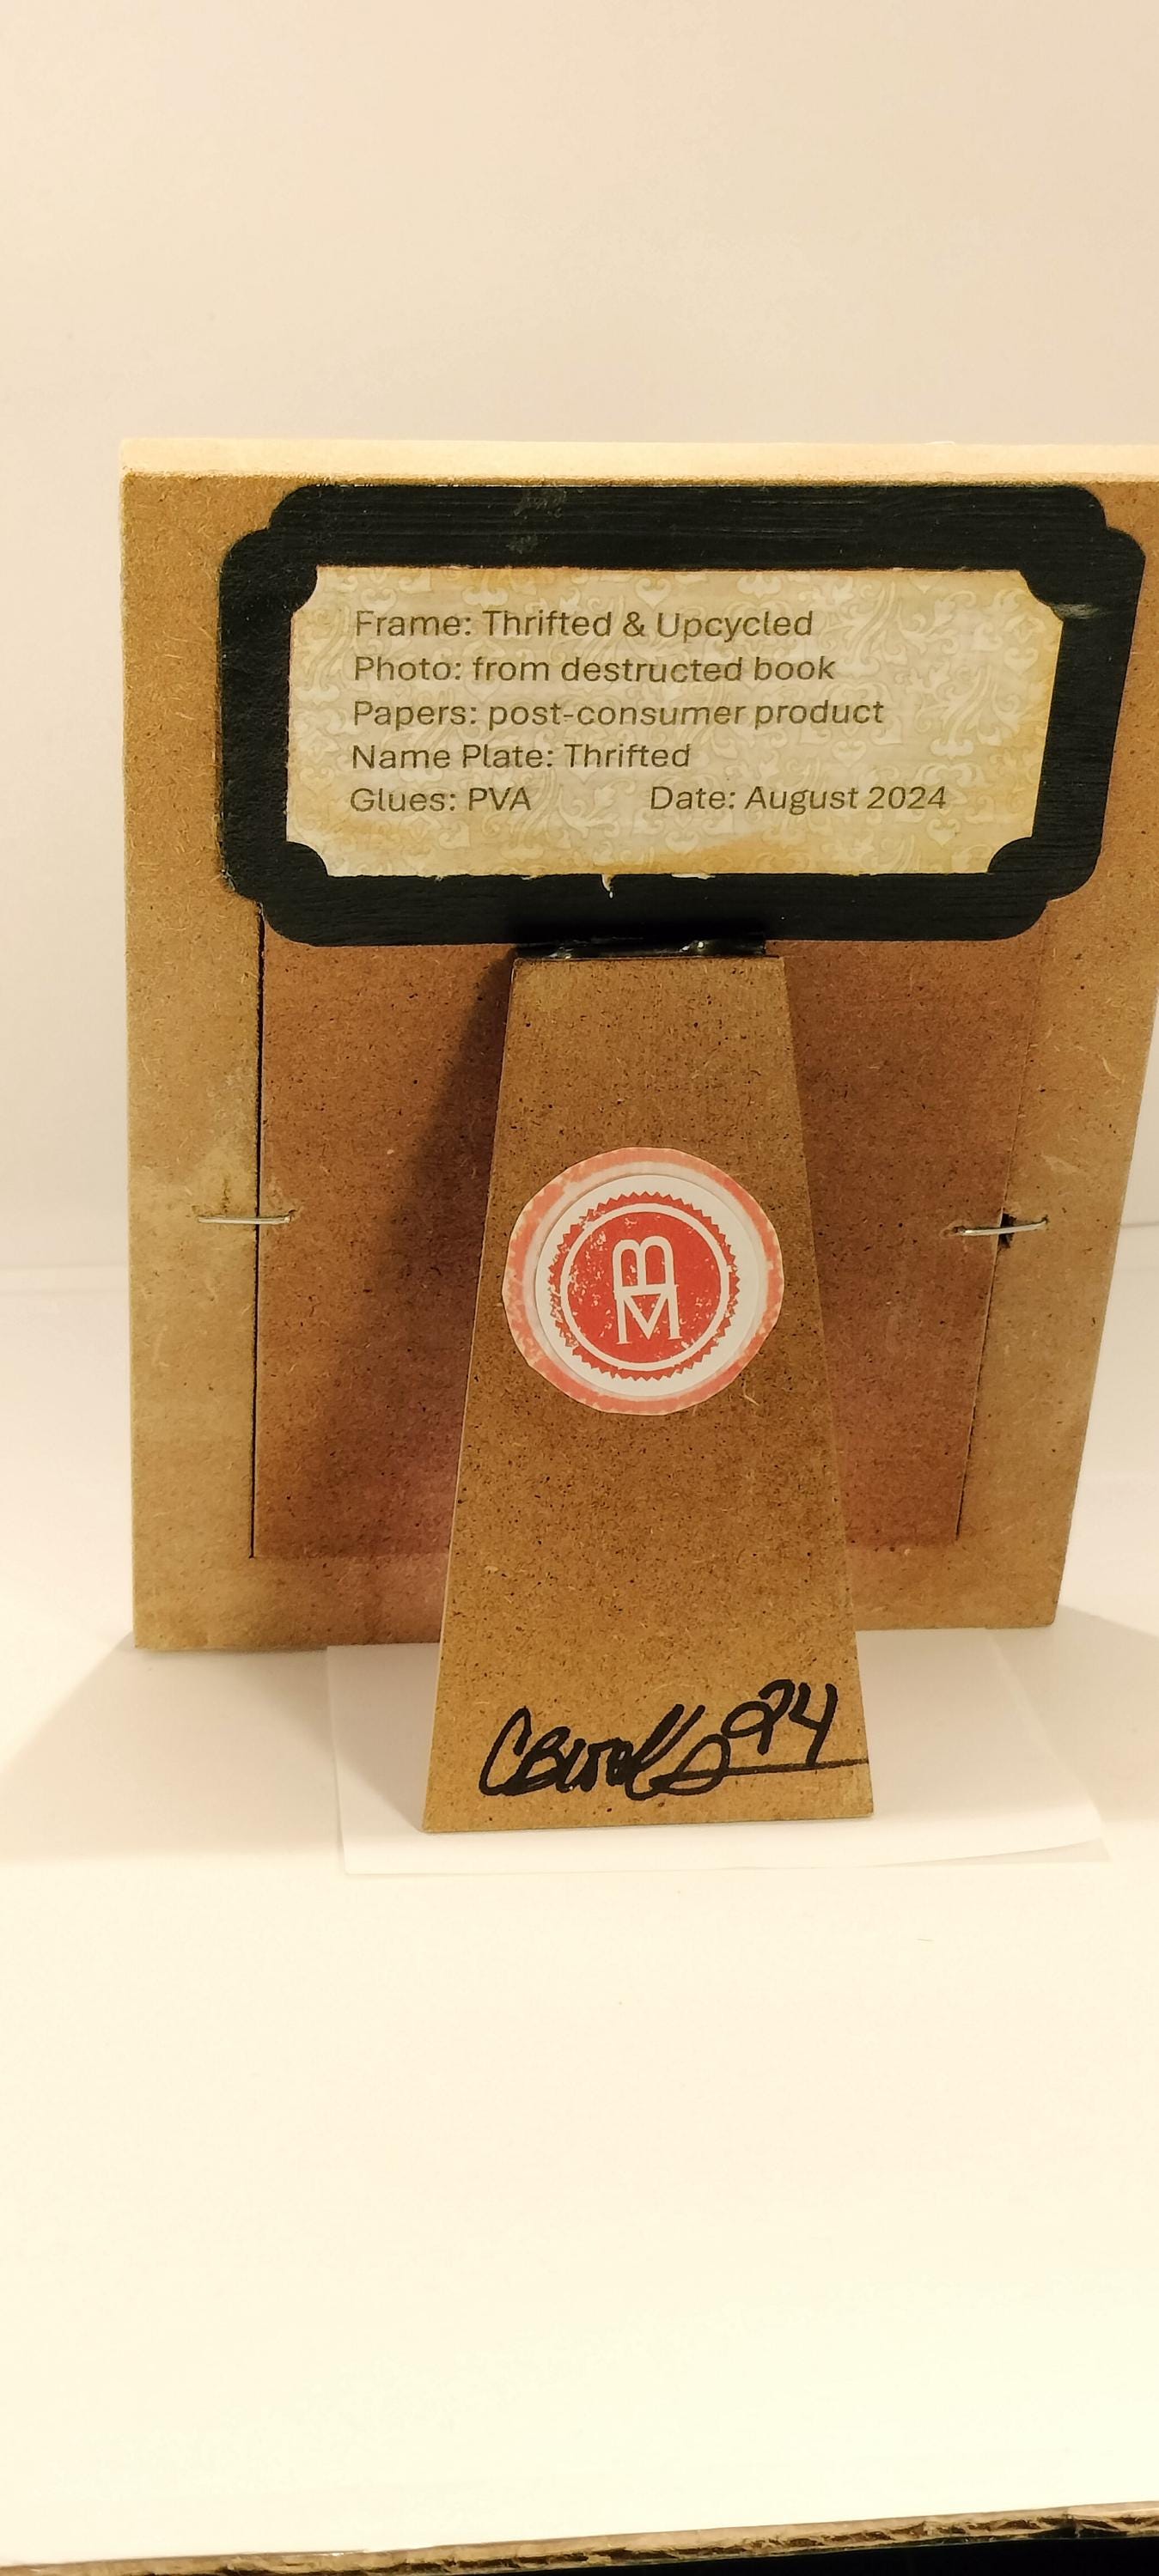 Frame: Thrifted & Upcycled
Photo: from destructed book
Papers: post-consumer product
Name Plate: Thrifted
Glues: PVA Date: August 2024
BM